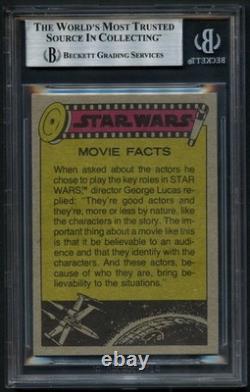 THE WORLD'S MOST TRUSTED
SOURCE IN COLLECTING™
BECKETT GRADING SERVICES
BECKETT
STAR WARS
MOVIE FACTS
When asked about the actors he
chose to play the key roles in STAR
WARS,™ director George Lucas re-
plied: "They're good actors and
they're, more or less by nature, like
the characters in the story. The im-
portant thing about a movie like this
is that it be believable to an audi-
ence and that they identify with the
characters. And these actors, be-
cause of who they are, bring be-
lievability to the situations."